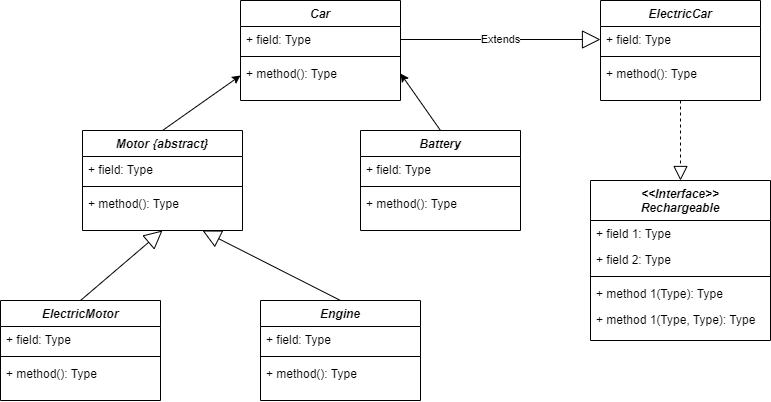 Car
+ field: Type
+ method(): Type
Extends
ElectricCar
+ field: Type
+ method(): Type
Motor {abstract}
+ field: Type
+ method(): Type
Battery
+ field: Type
+ method(): Type
<<Interface>>
Rechargeable
+ field 1: Type
+ field 2: Type
+ method 1(Type): Type
+ method 1(Type, Type): Type
ElectricMotor
+ field: Type
+ method(): Type
Engine
+ field: Type
+ method(): Type